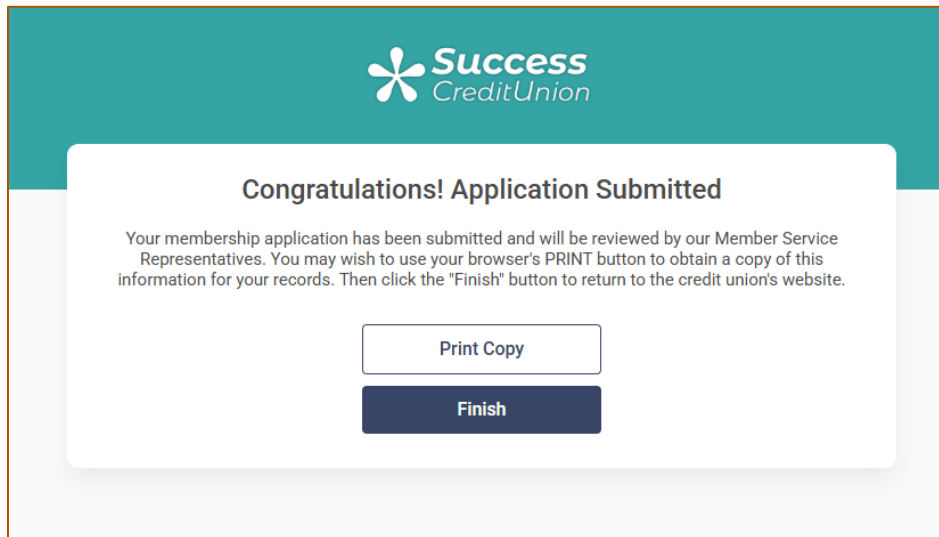 Success
CreditUnion
Congratulations! Application Submitted
Your membership application has been submitted and will be reviewed by our Member Service
Representatives. You may wish to use your browser's PRINT button to obtain a copy of this
information for your records. Then click the "Finish" button to return to the credit union's website.
Print Copy
Finish